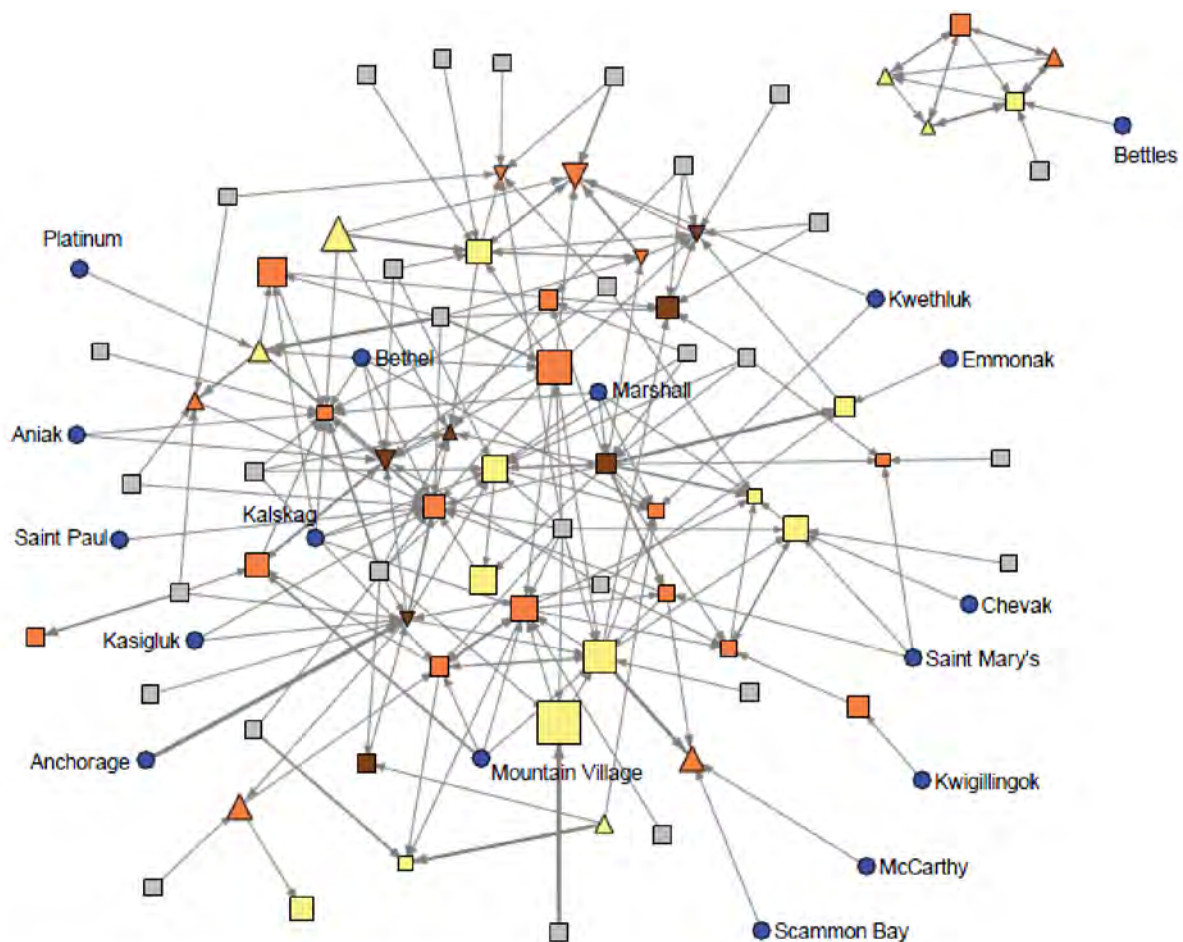 Bettles
Platinum
Kwethluk
Bethel
Emmonak
Marshall
Aniak
Kalskag
Saint Paul
Chevak
Kasigluk
Saint Mary's
Anchorage
Mountain Village
Kwigillingok
McCarthy
Scammon Bay